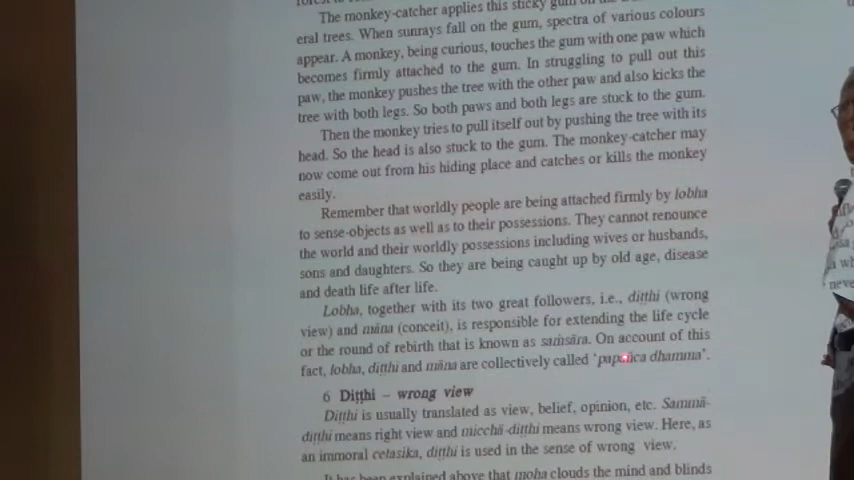 The monkey-catcher applies this sticky gum on
eral trees. When sunrays fall on the gum, spectra of various colours
appear. A monkey, being curious, touches the gum with one paw which
becomes firmly attached to the gum. In struggling to pull out this
paw, the monkey pushes the tree with the other paw and also kicks the
tree with both legs. So both paws and both legs are stuck to the gum.
Then the monkey tries to pull itself out by pushing the tree with its
head. So the head is also stuck to the gum. The monkey-catcher may
now come out from his hiding place and catches or kills the monkey
easily.
Remember that worldly people are being attached firmly by lobha
to sense-objects as well as to their possessions. They cannot renounce
the world and their worldly possessions including wives or husbands,
sons and daughters. So they are being caught up by old age, disease
and death life after life.
Lobha, together with its two great followers, i.e., diṭṭhi (wrong
view) and māna (conceit), is responsible for extending the life cycle
or the round of rebirth that is known as saṁsāra. On account of this
fact, lobha, diṭṭhi and māna are collectively called ‘papañca dhamma’.
6 Diṭṭhi – wrong view
Diṭṭhi is usually translated as view, belief, opinion, etc. Sammā-
diṭṭhi means right view and micchā-diṭṭhi means wrong view. Here, as
an immoral cetasika, diṭṭhi is used in the sense of wrong view.
It has been explained above that moha clouds the mind and blinds